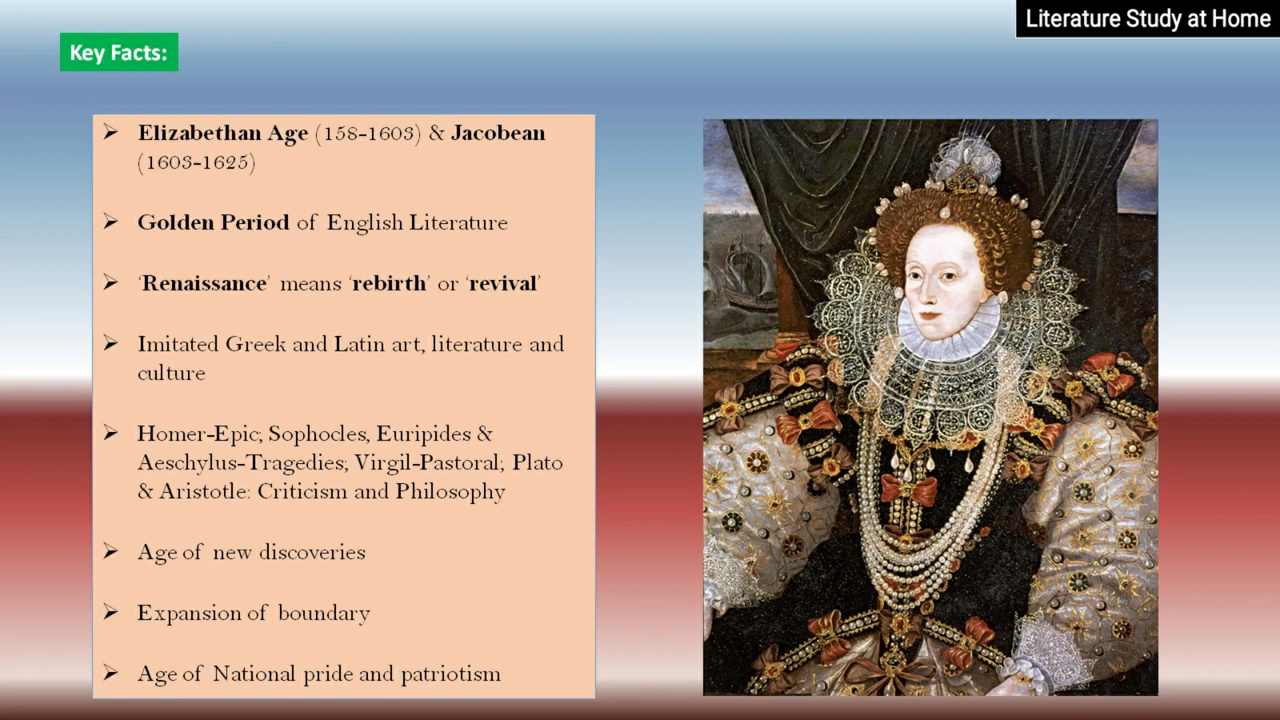 Literature Study at Home
Key Facts:
➢ Elizabethan Age (158-1603) & Jacobean
(1603-1625)
➢ Golden Period of English Literature
➢ 'Renaissance' means 'rebirth' or 'revival'
➢ Imitated Greek and Latin art, literature and
culture
➢ Homer-Epic; Sophocles, Euripides &
Aeschylus-Tragedies; Virgil-Pastoral; Plato
& Aristotle: Criticism and Philosophy
➢ Age of new discoveries
➢ Expansion of boundary
➢ Age of National pride and patriotism